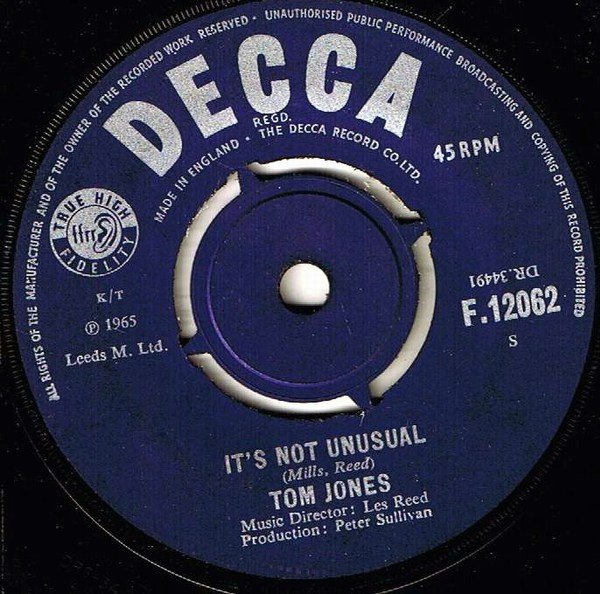 ALL RIGHTS OF THE MANUFACTURER AND OF THE OWNER OF THE RECORDED WORK RESERVED · UNAUTHORISED PUBLIC PERFORMANCE BROADCASTING AND COPYING OF THIS RECORD PROHIBITED
DECCA
REGD.
MADE IN ENGLAND · THE DECCA RECORD CO. LTD.
45 RPM
TRUE HIGH
ffrr
FIDELITY
K/T
℗ 1965
Leeds M. Ltd.
DR.34491
F.12062
S
IT'S NOT UNUSUAL
(Mills, Reed)
TOM JONES
Music Director: Les Reed
Production: Peter Sullivan